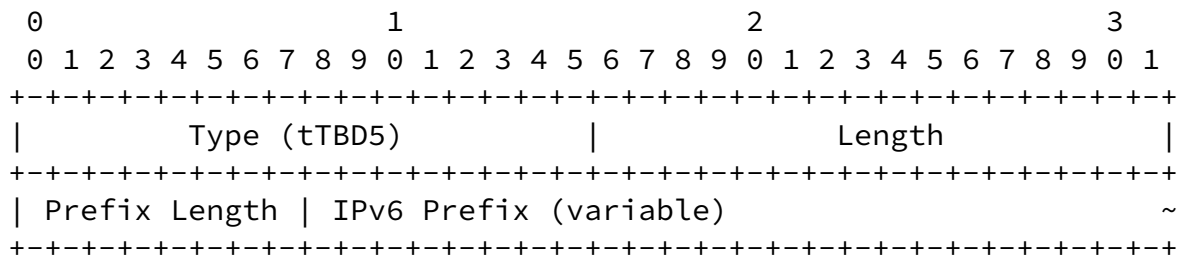 0                   1                   2                   3
 0 1 2 3 4 5 6 7 8 9 0 1 2 3 4 5 6 7 8 9 0 1 2 3 4 5 6 7 8 9 0 1
+-+-+-+-+-+-+-+-+-+-+-+-+-+-+-+-+-+-+-+-+-+-+-+-+-+-+-+-+-+-+-+-+
|         Type (tTBD5)          |             Length            |
+-+-+-+-+-+-+-+-+-+-+-+-+-+-+-+-+-+-+-+-+-+-+-+-+-+-+-+-+-+-+-+-+
| Prefix Length | IPv6 Prefix (variable)                        ~
+-+-+-+-+-+-+-+-+-+-+-+-+-+-+-+-+-+-+-+-+-+-+-+-+-+-+-+-+-+-+-+-+